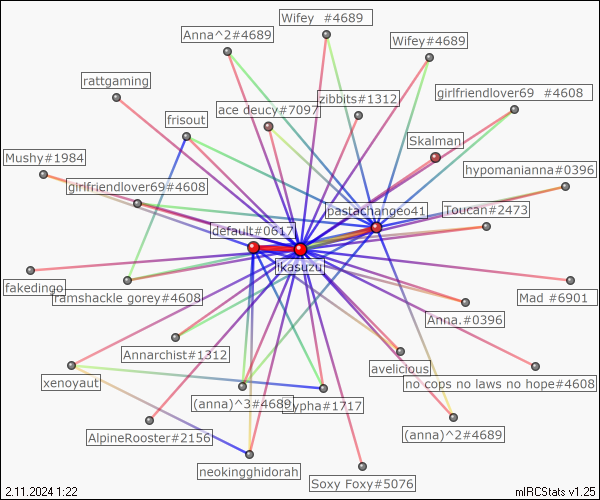 Wifey #4689
Anna^2#4689
Wifey#4689
rattgaming
girlfriendlover69 #4608
zibbits#1312
ace deucy#7097
frisout
Skalman
Mushy#1984
hypomanianna#0396
girlfriendlover69#4608
pastachangeo41
Toucan#2473
default#0617
ikasuzu
fakedingo
ramshackle gorey#4608
Mad #6901
Anna.#0396
Annarchist#1312
avelicious
xenoyaut
no cops no laws no hope#4608
(anna)^3#4689
#1717
AlpineRooster#2156
(anna)^2#4689
neokingghidorah
Soxy Foxy#5076
2.11.2024 1:22
mIRCStats v1.25